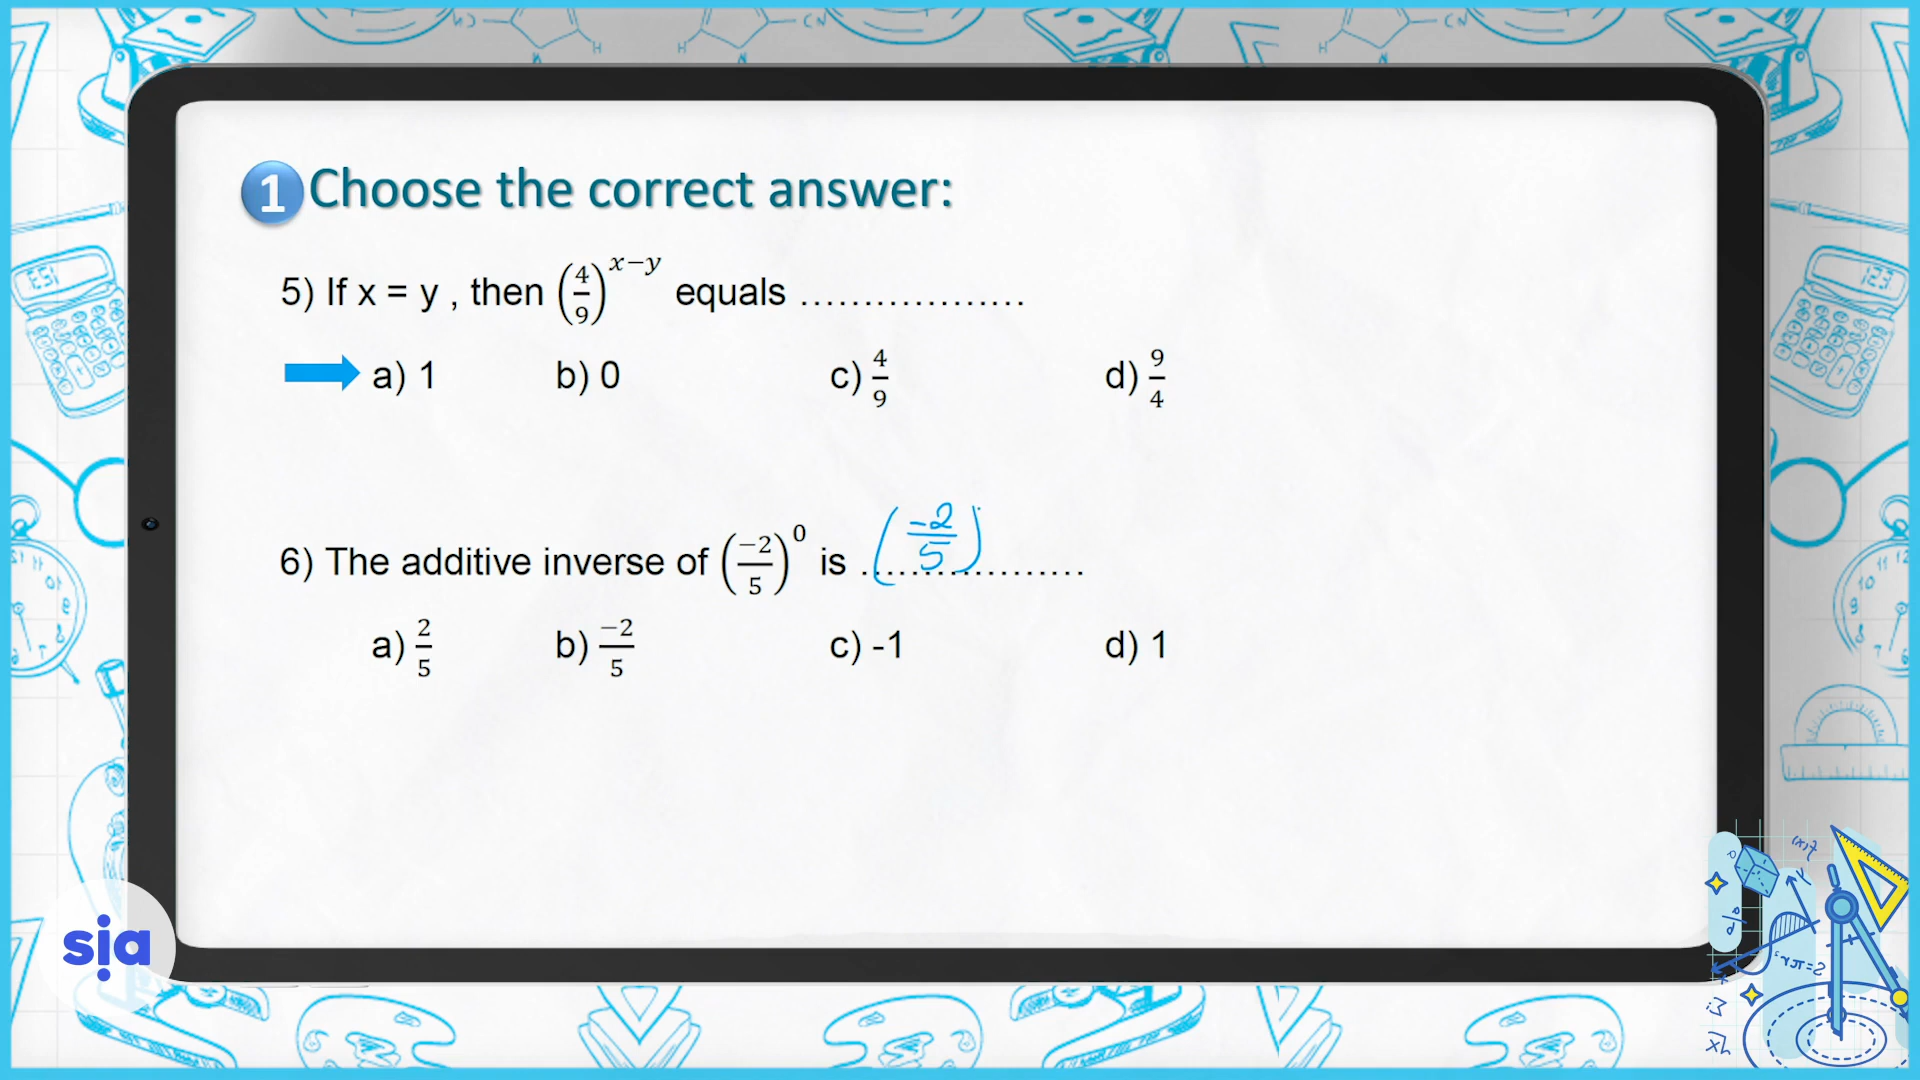 1 Choose the correct answer:
5) If x = y , then (4/9)^(x−y) equals ..................
a) 1 b) 0 c) 4/9 d) 9/4
6) The additive inverse of (−2/5)^0 is .................. (-2/5)
a) 2/5 b) −2/5 c) -1 d) 1
sia